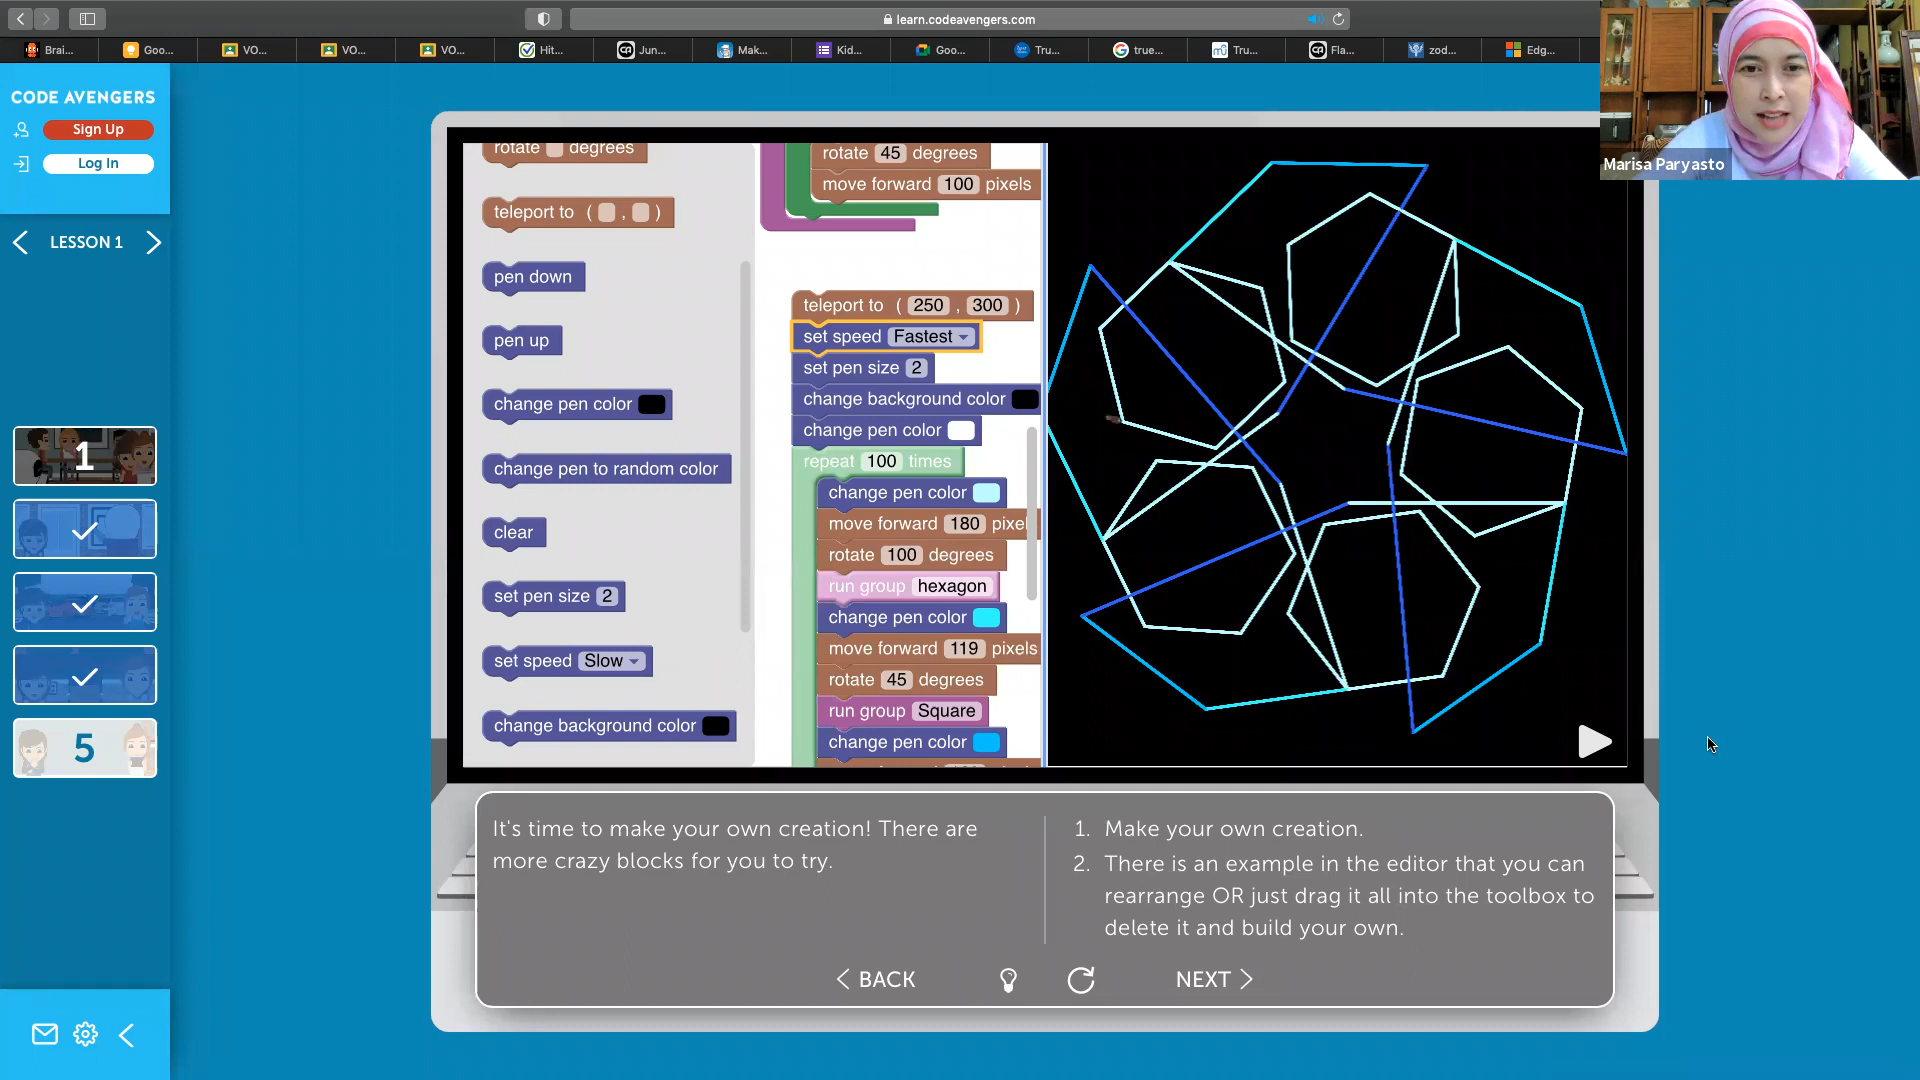 learn.codeavengers.com
Brai...
Goo...
VO...
VO...
VO...
Hit...
Jun...
Mak...
Kid...
Goo...
Tru...
true...
Tru...
Fla...
zod...
Edg...
CODE AVENGERS
Sign Up
Log In
LESSON 1
1
5
rotate degrees
teleport to ( , )
pen down
pen up
change pen color
change pen to random color
clear
set pen size 2
set speed Slow
change background color
rotate 45 degrees
move forward 100 pixels
teleport to ( 250 , 300 )
set speed Fastest
set pen size 2
change background color
change pen color
repeat 100 times
change pen color
move forward 180 pixel
rotate 100 degrees
run group hexagon
change pen color
move forward 119 pixels
rotate 45 degrees
run group Square
change pen color
Marisa Paryasto
It's time to make your own creation! There are
more crazy blocks for you to try.
1. Make your own creation.
2. There is an example in the editor that you can
rearrange OR just drag it all into the toolbox to
delete it and build your own.
BACK
NEXT